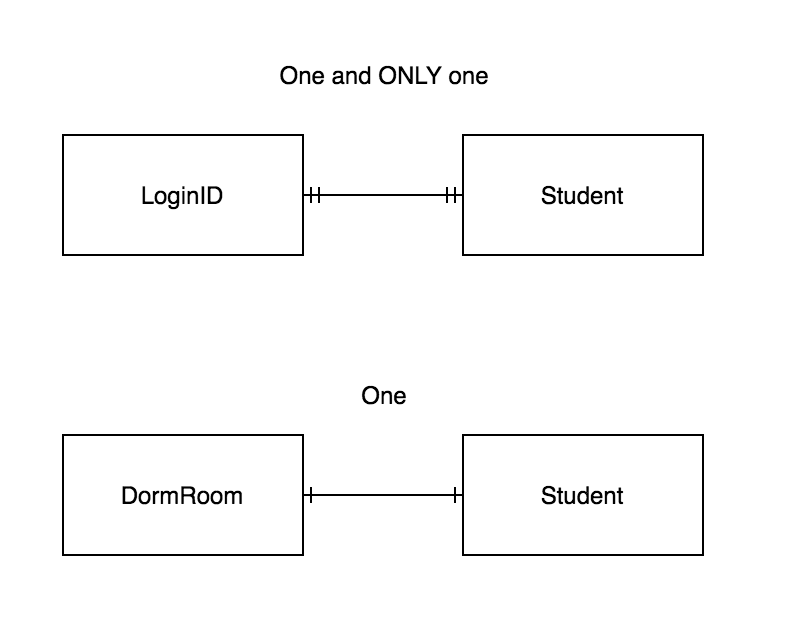 One and ONLY one
LoginID
Student
One
DormRoom
Student